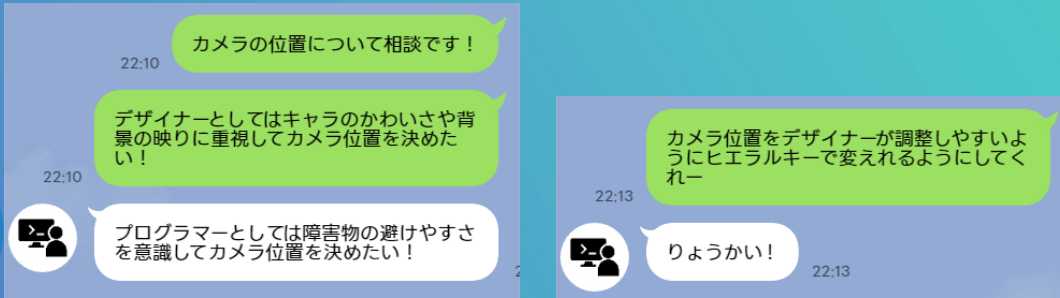 カメラの位置について相談です！
22:10
デザイナーとしてはキャラのかわいさや背
景の映りに重視してカメラ位置を決めた
い！
22:10
プログラマーとしては障害物の避けやすさ
を意識してカメラ位置を決めたい！
カメラ位置をデザイナーが調整しやすいよ
うにヒエラルキーで変えれるようにしてく
れー
22:13
りょうかい！
22:13